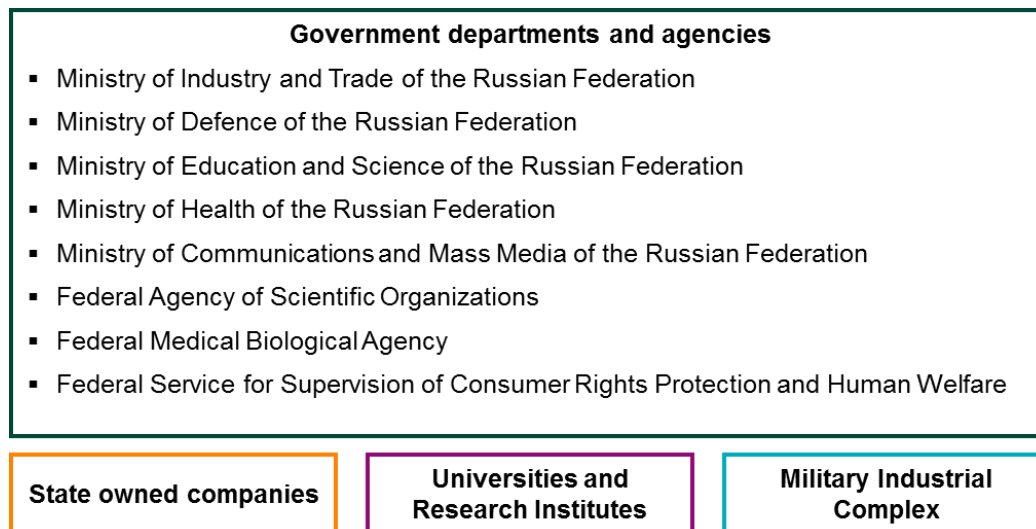 Government departments and agencies
▪ Ministry of Industry and Trade of the Russian Federation
▪ Ministry of Defence of the Russian Federation
▪ Ministry of Education and Science of the Russian Federation
▪ Ministry of Health of the Russian Federation
▪ Ministry of Communications and Mass Media of the Russian Federation
▪ Federal Agency of Scientific Organizations
▪ Federal Medical Biological Agency
▪ Federal Service for Supervision of Consumer Rights Protection and Human Welfare
State owned companies
Universities and
Research Institutes
Military Industrial
Complex